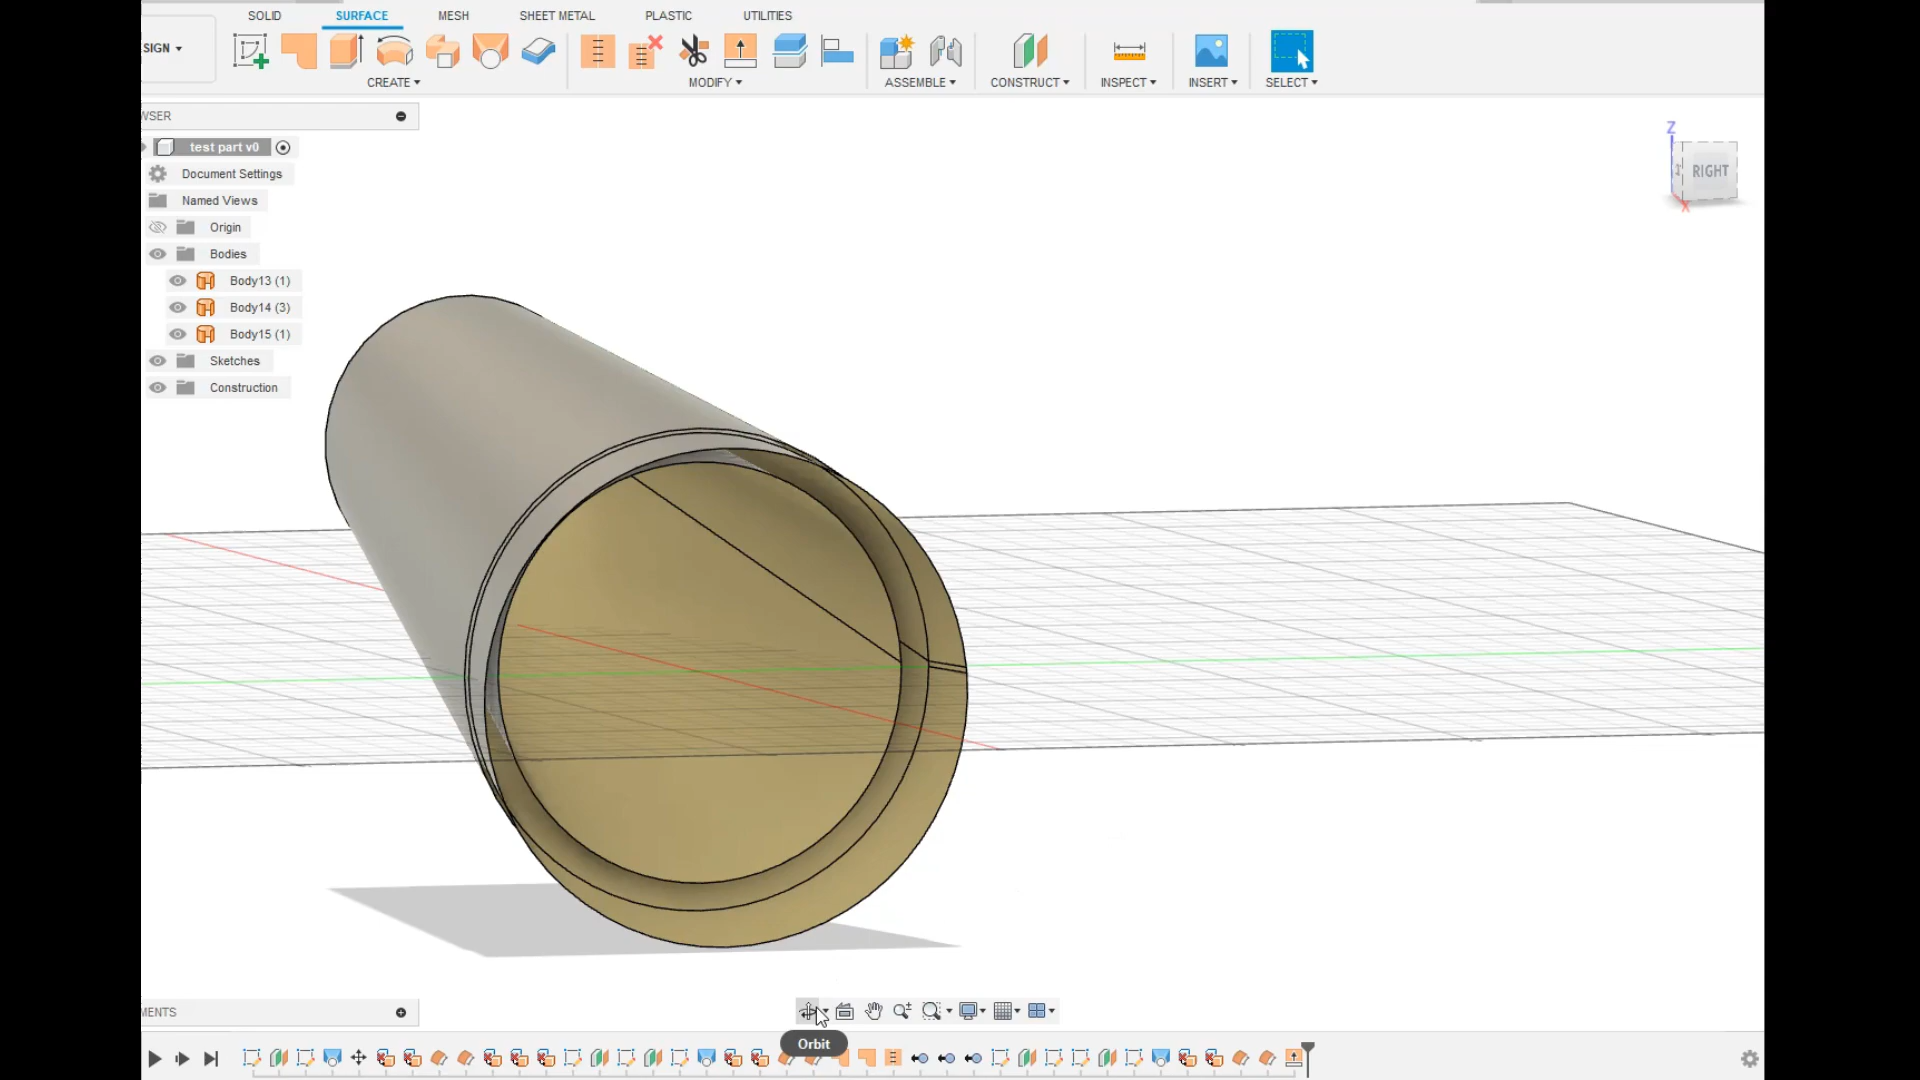 SOLID SURFACE MESH SHEET METAL PLASTIC UTILITIES
SIGN
CREATE MODIFY ASSEMBLE CONSTRUCT INSPECT INSERT SELECT
WSER
test part v0
Document Settings
Named Views
Origin
Bodies
Body13 (1)
Body14 (3)
Body15 (1)
Sketches
Construction
Z
RIGHT
X
MENTS
Orbit